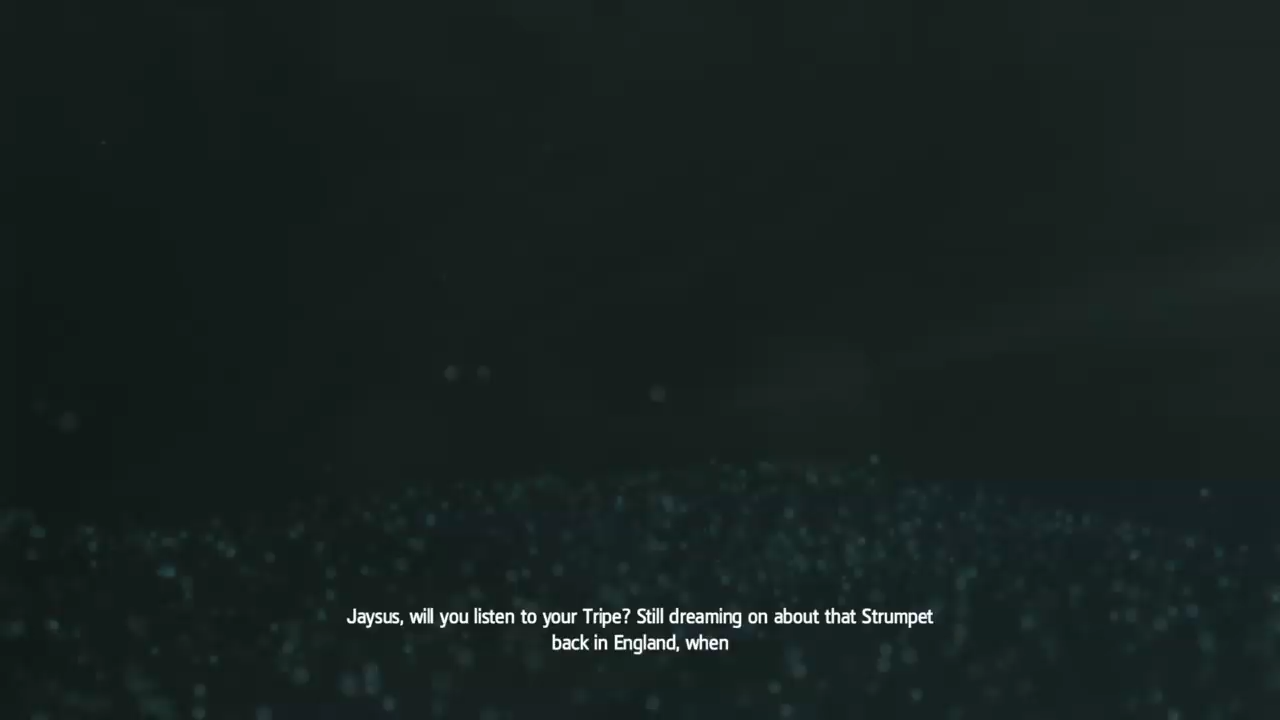 Jaysus, will you listen to your Tripe? Still dreaming on about that Strumpet
back in England, when